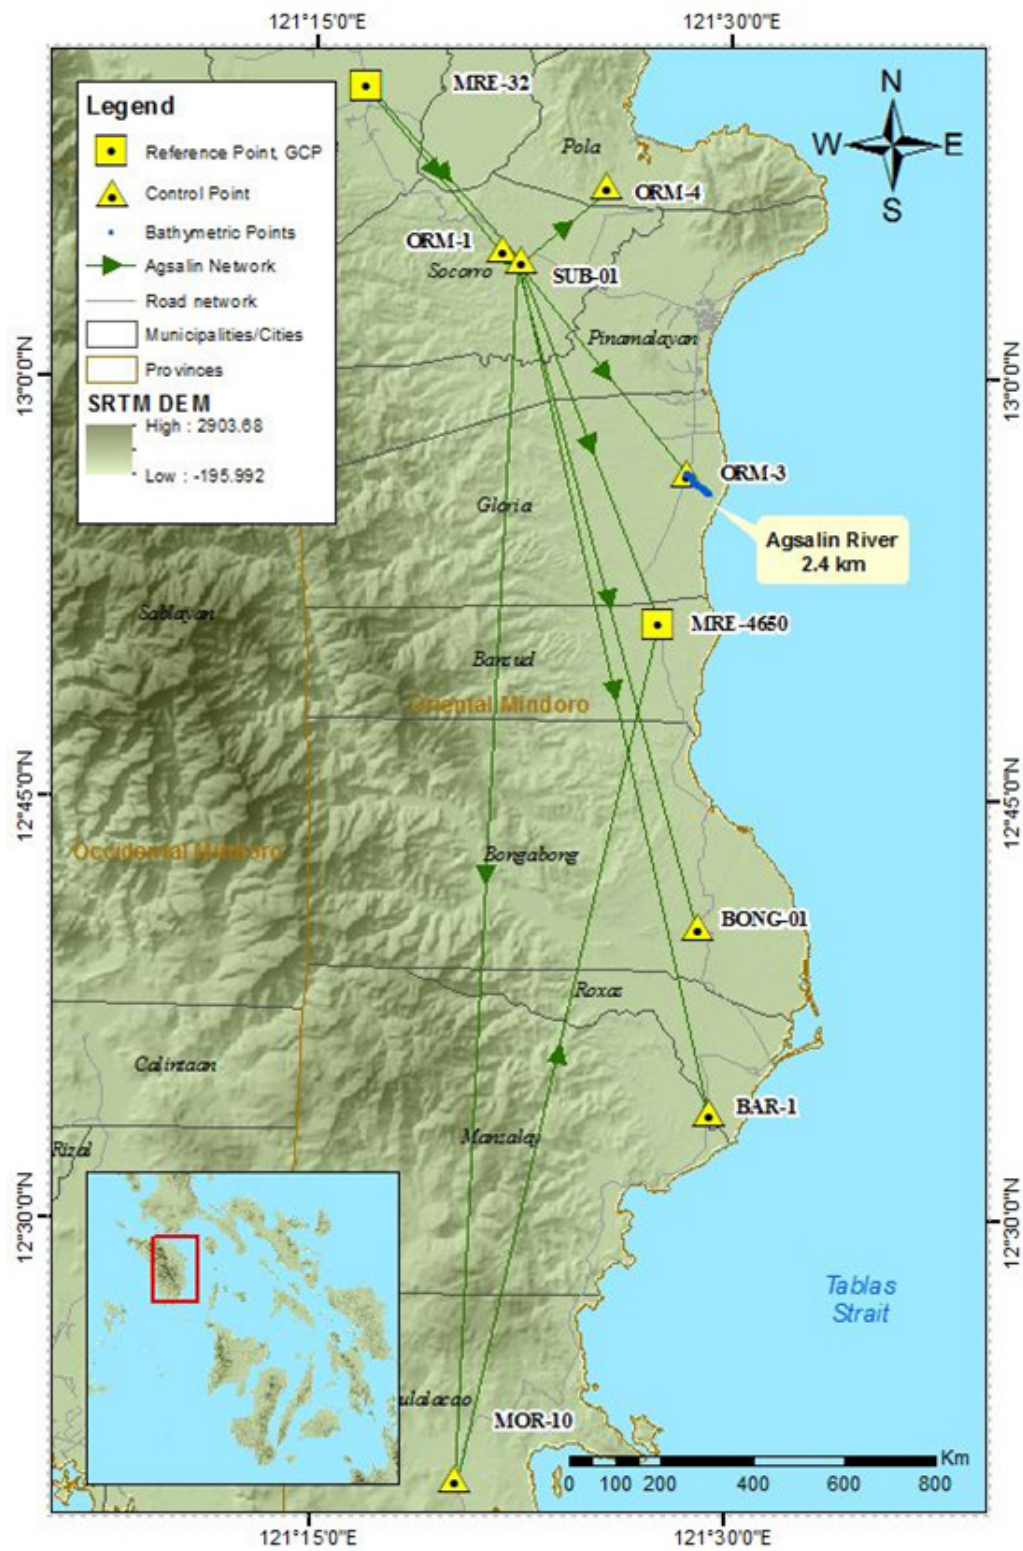 121°15'0"E
121°30'0"E
Legend
Reference Point, GCP
Control Point
Bathymetric Points
Agsalin Network
Road network
Municipalities/Cities
Provinces
SRTM DEM
High : 2903.68
Low : -195.992
N
W
E
S
MRE-32
Pola
ORM-4
ORM-1
Socorro
SUB-01
Pinamalayan
13°0'0"N
13°0'0"N
ORM-3
Gloria
Agsalin River
2.4 km
Sablayan
MRE-4650
Bansud
Oriental Mindoro
12°45'0"N
12°45'0"N
Occidental Mindoro
Bongabong
BONG-01
Roxas
Calintaan
BAR-1
Mansalay
Rizal
12°30'0"N
12°30'0"N
Tablas
Strait
ulalacao
MOR-10
Km
0 100 200 400 600 800
121°15'0"E
121°30'0"E